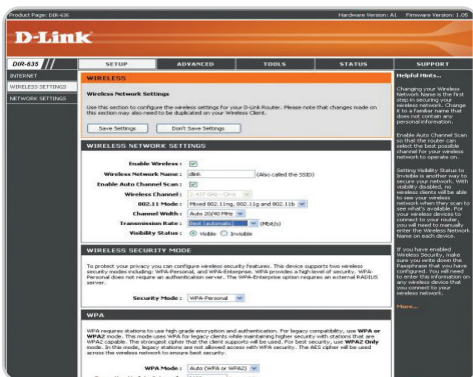 Product Page: DIR-635
Hardware Version: A1 Firmware Version: 1.05
D-Link
DIR-635
SETUP
ADVANCED
TOOLS
STATUS
SUPPORT
INTERNET
WIRELESS SETTINGS
NETWORK SETTINGS
WIRELESS
Wireless Network Settings
Use this section to configure the wireless settings for your D-Link Router. Please note that changes made on
this section may also need to be duplicated on your Wireless Client.
Save Settings
Don't Save Settings
WIRELESS NETWORK SETTINGS
Enable Wireless :
Wireless Network Name : dlink (Also called the SSID)
Enable Auto Channel Scan :
Wireless Channel :
802.11 Mode : Mixed 802.11ng, 802.11g and 802.11b
Channel Width : Auto 20/40 MHz
Transmission Rate : Best (automatic) (Mbit/s)
Visibility Status : Visible Invisible
WIRELESS SECURITY MODE
To protect your privacy you can configure wireless security features. This device supports two wireless
security modes including: WPA-Personal, and WPA-Enterprise. WPA provides a high level of security. WPA-
Personal does not require an authentication server. The WPA-Enterprise option requires an external RADIUS
server.
Security Mode : WPA-Personal
WPA
WPA requires stations to use high grade encryption and authentication. For legacy compatibility, use WPA or
WPA2 mode. This mode uses WPA for legacy clients while maintaining higher security with stations that are
WPA2 capable. The strongest cipher that the client supports will be used. For best security, use WPA2 Only
mode. In this mode, legacy stations are not allowed access with WPA security. The AES cipher will be used
across the wireless network to ensure best security.
WPA Mode : Auto (WPA or WPA2)
Helpful Hints...
Changing your Wireless
Network Name is the first
step in securing your
wireless network. Change
it to a familiar name that
does not contain any
personal information.
Enable Auto Channel Scan
so that the router can
select the best possible
channel for your wireless
network to operate on.
Setting Visibility Status to
Invisible is another way to
secure your network. With
visibility disabled, no
wireless clients will be able
to see your wireless
network when they scan to
see what's available. For
your wireless devices to
connect to your router,
you will need to manually
enter the Wireless Network
Name on each device.
If you have enabled
Wireless Security, make
sure you write down the
Passphrase that you have
configured. You will need
to enter this information on
any wireless device that
you connect to your
wireless network.
More...